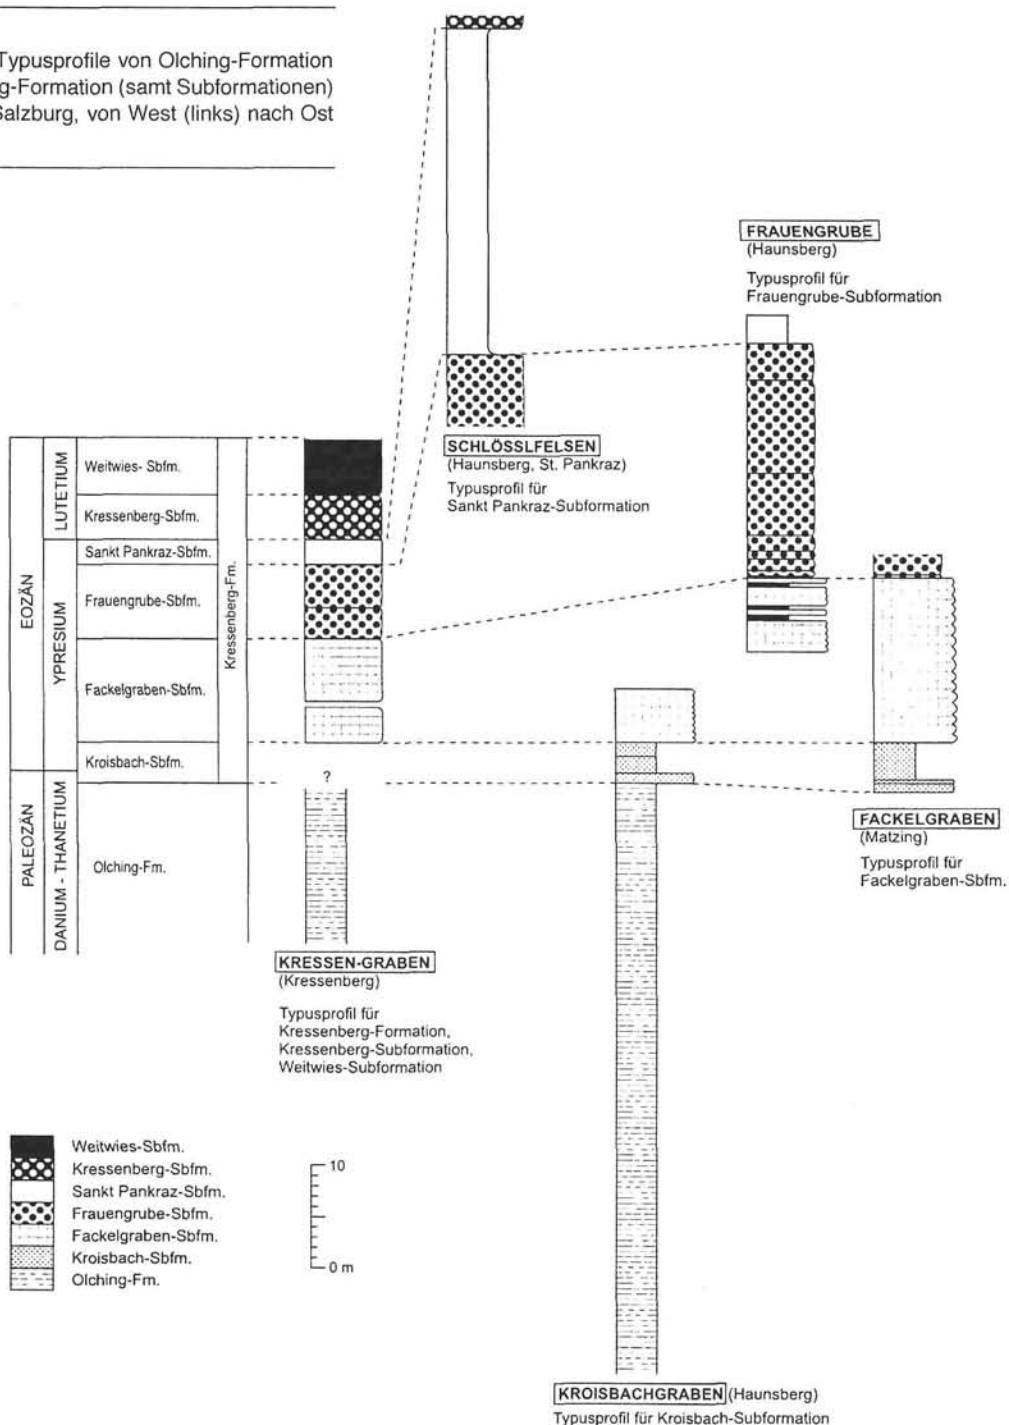 Typusprofile von Olching-Formation
g-Formation (samt Subformationen)
Salzburg, von West (links) nach Ost
FRAUENGRUBE
(Haunsberg)
Typusprofil für
Frauengrube-Subformation
SCHLÖSSLFELSEN
(Haunsberg, St. Pankraz)
Typusprofil für
Sankt Pankraz-Subformation
EOZÄN
PALEOZÄN
LUTETIUM
YPRESIUM
DANIUM - THANETIUM
Weitwies- Sbfm.
Kressenberg-Sbfm.
Sankt Pankraz-Sbfm.
Frauengrube-Sbfm.
Fackelgraben-Sbfm.
Kroisbach-Sbfm.
Olching-Fm.
Kressenberg-Fm.
?
FACKELGRABEN
(Matzing)
Typusprofil für
Fackelgraben-Sbfm.
KRESSEN-GRABEN
(Kressenberg)
Typusprofil für
Kressenberg-Formation,
Kressenberg-Subformation,
Weitwies-Subformation
Weitwies-Sbfm.
Kressenberg-Sbfm.
Sankt Pankraz-Sbfm.
Frauengrube-Sbfm.
Fackelgraben-Sbfm.
Kroisbach-Sbfm.
Olching-Fm.
10
0 m
KROISBACHGRABEN (Haunsberg)
Typusprofil für Kroisbach-Subformation